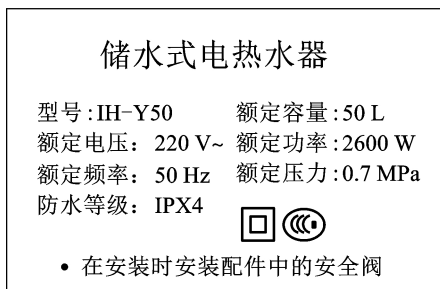 储水式电热水器
型号:IH-Y50 额定容量:50 L
额定电压: 220 V~ 额定功率:2600 W
额定频率: 50 Hz 额定压力:0.7 MPa
防水等级: IPX4
• 在安装时安装配件中的安全阀